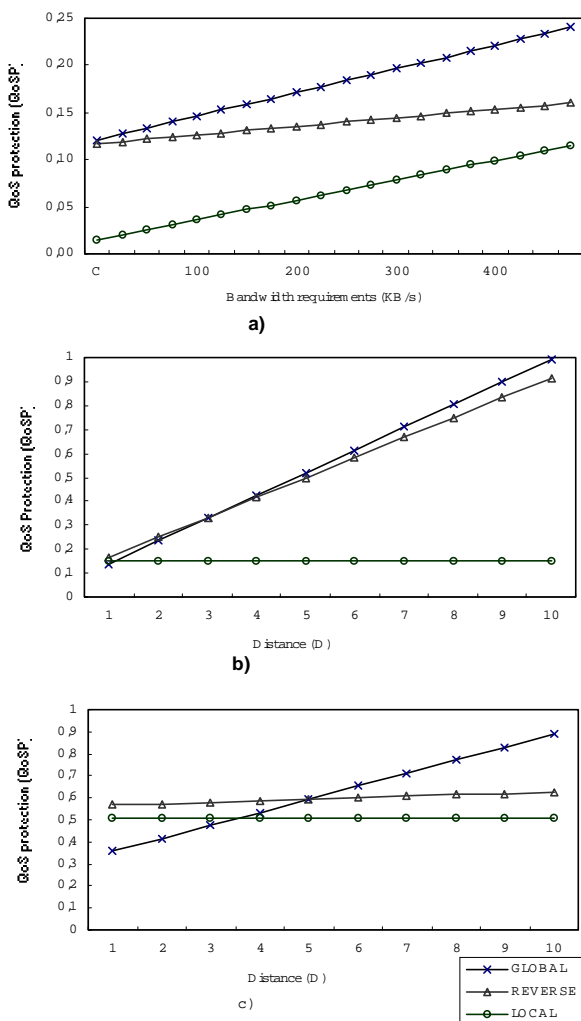 0,25
0,20
0,15
0,10
0,05
0,00
QoS protection (QoSP)
C 100 200 300 400
Bandwidth requirements (KB/s)
a)
1
0,9
0,8
0,7
0,6
0,5
0,4
0,3
0,2
0,1
0
QoS Protection (QoSP)
1 2 3 4 5 6 7 8 9 10
Distance (D)
b)
1
0,9
0,8
0,7
0,6
0,5
0,4
0,3
0,2
0,1
0
QoS protection (QoSP)
1 2 3 4 5 6 7 8 9 10
Distance (D)
c)
GLOBAL
REVERSE
LOCAL